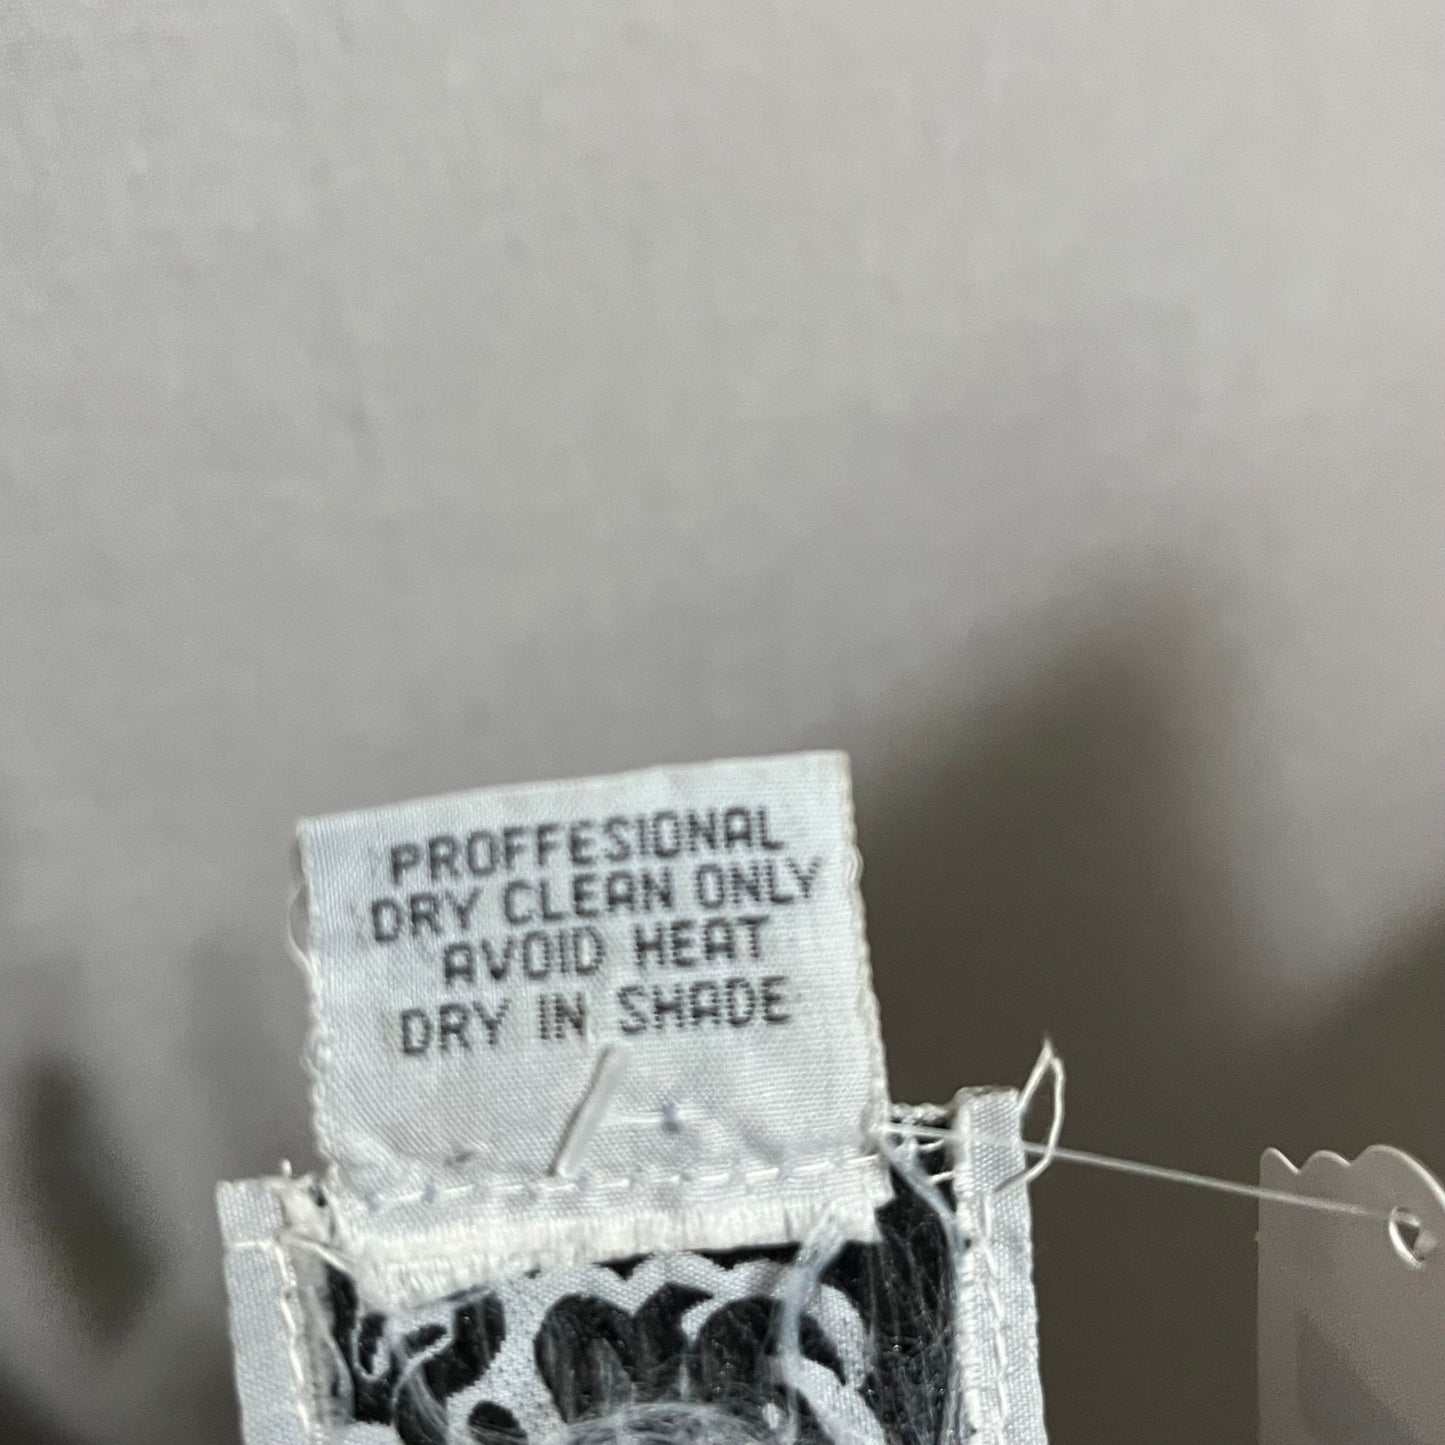 PROFFESIONAL
DRY CLEAN ONLY
AVOID HEAT
DRY IN SHADE